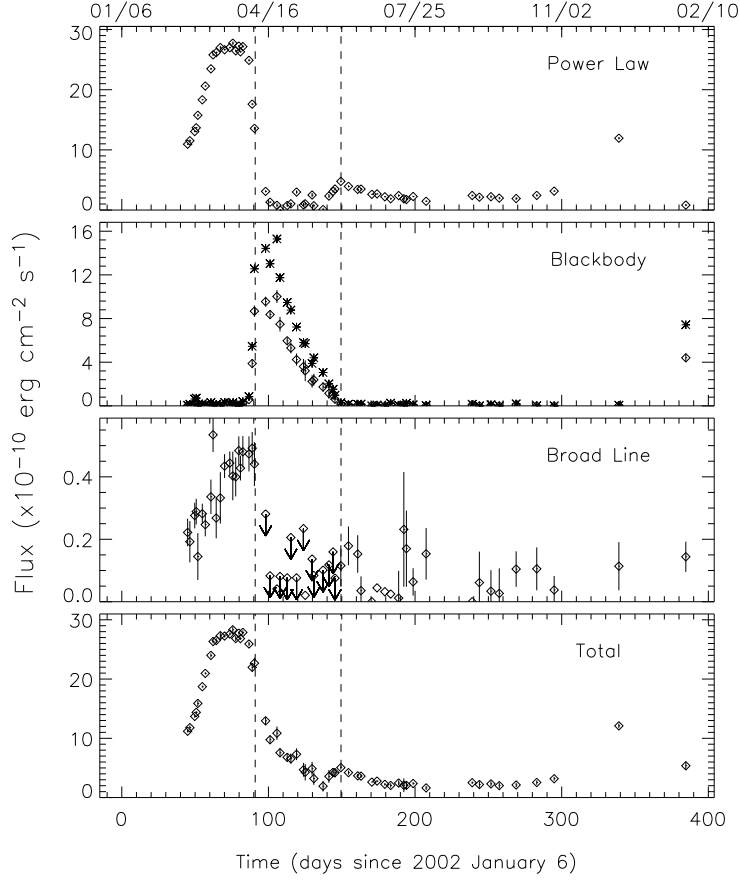 01/06 04/16 07/25 11/02 02/10
30
Power Law
20
10
0
16
Blackbody
12
8
4
0
Broad Line
0.4
0.2
0.0
30
Total
20
10
0
Flux (x10⁻¹⁰ erg cm⁻² s⁻¹)
0 100 200 300 400
Time (days since 2002 January 6)